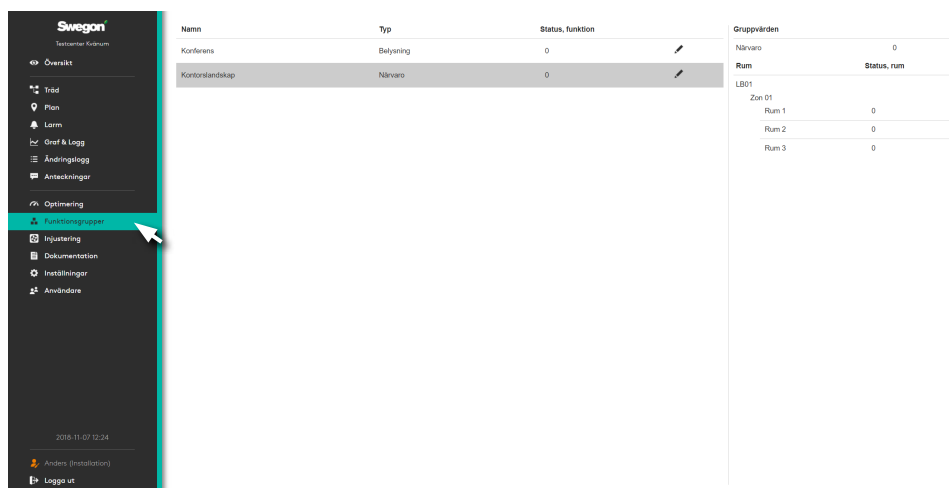 Swegon
Testcenter Kvänum
Översikt
Träd
Plan
Larm
Graf & Logg
Ändringslogg
Anteckningar
Optimering
Funktionsgrupper
Injustering
Dokumentation
Inställningar
Användare
2018-11-07 12:24
Anders (Installation)
Logga ut
Namn Typ Status, funktion
Konferens Belysning 0
Kontorslandskap Närvaro 0
Gruppvärden
Närvaro 0
Rum Status, rum
LB01
Zon 01
Rum 1 0
Rum 2 0
Rum 3 0